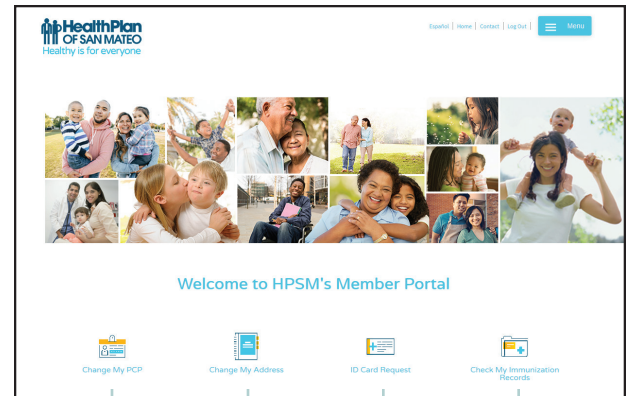 HealthPlan
OF SAN MATEO
Healthy is for everyone
Español | Home | Contact | Log Out |
Menu
Welcome to HPSM's Member Portal
Change My PCP
Change My Address
ID Card Request
Check My Immunization
Records